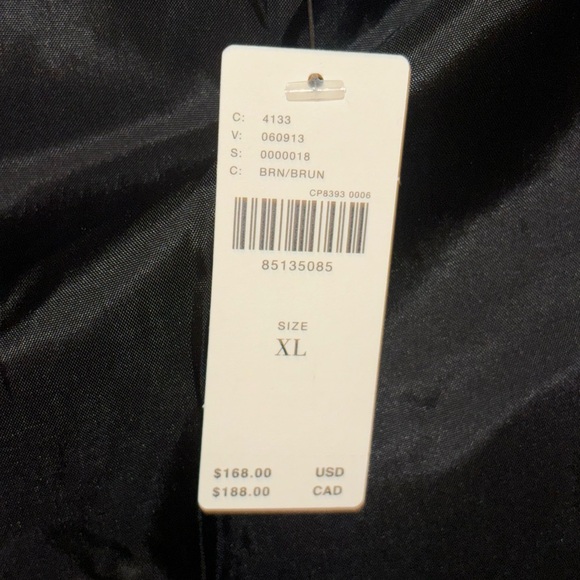 C: 4133
V: 060913
S: 0000018
C: BRN/BRUN
CP8393 0006
85135085
SIZE
XL
$168.00 USD
$188.00 CAD